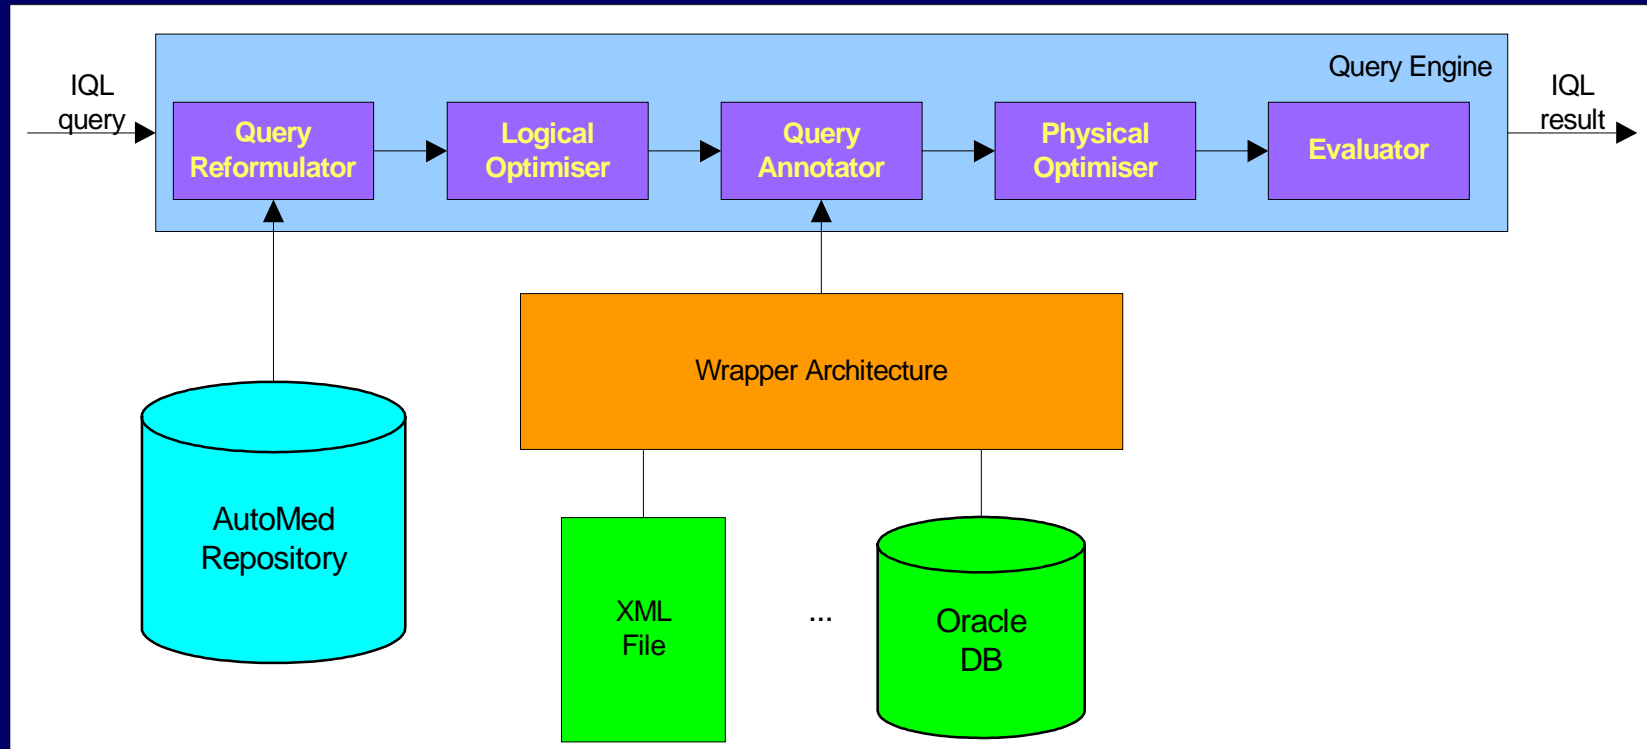 Query Engine
IQL
query
Query
Reformulator
Logical
Optimiser
Query
Annotator
Physical
Optimiser
Evaluator
IQL
result
Wrapper Architecture
AutoMed
Repository
XML
File
...
Oracle
DB